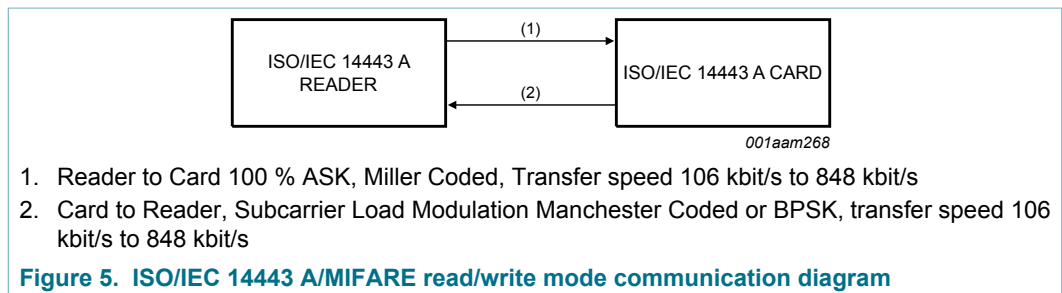 (1)
ISO/IEC 14443 A
READER
ISO/IEC 14443 A CARD
(2)
001aam268
1. Reader to Card 100 % ASK, Miller Coded, Transfer speed 106 kbit/s to 848 kbit/s
2. Card to Reader, Subcarrier Load Modulation Manchester Coded or BPSK, transfer speed 106
kbit/s to 848 kbit/s
Figure 5. ISO/IEC 14443 A/MIFARE read/write mode communication diagram